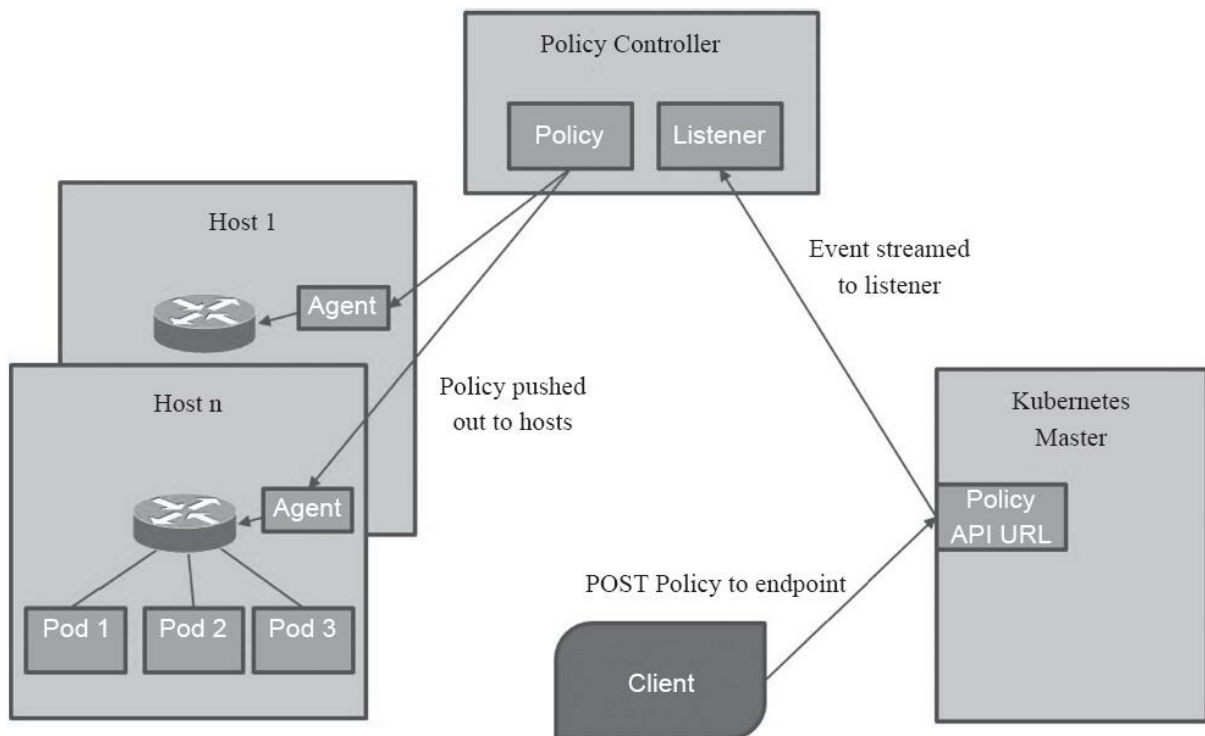 Policy Controller
Policy
Listener
Host 1
Agent
Event streamed
to listener
Policy pushed
out to hosts
Host n
Agent
Pod 1
Pod 2
Pod 3
Kubernetes
Master
Policy
API URL
POST Policy to endpoint
Client